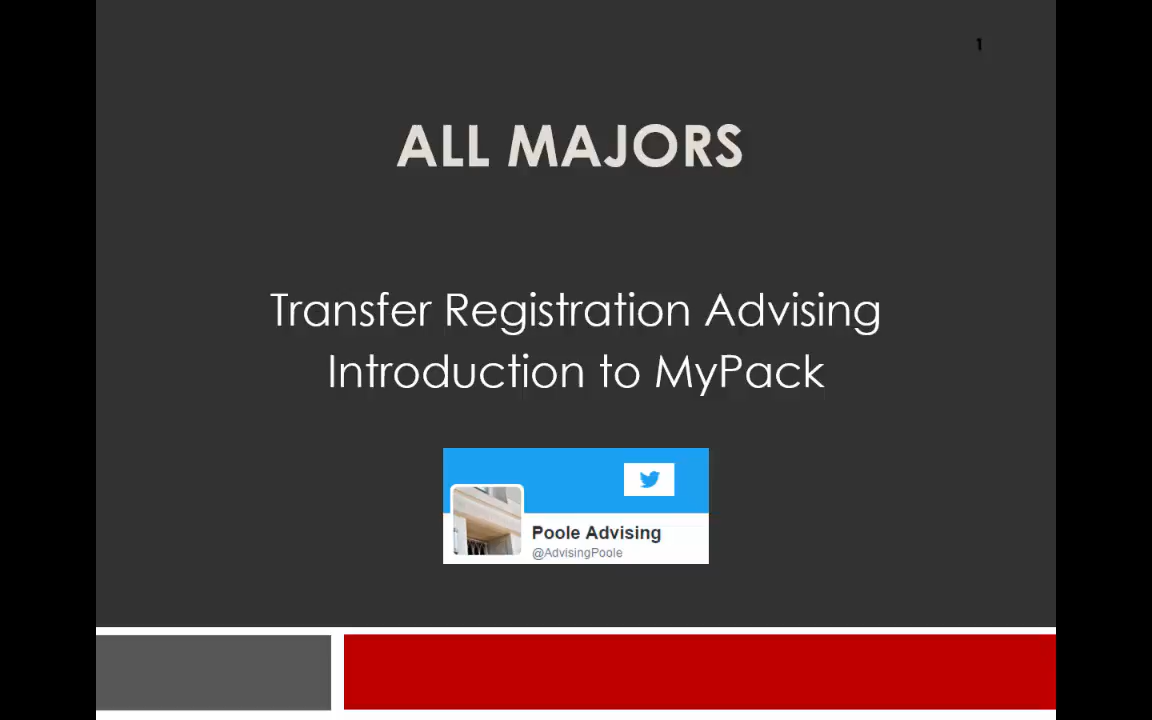 1
ALL MAJORS
Transfer Registration Advising
Introduction to MyPack
Poole Advising
@AdvisingPoole